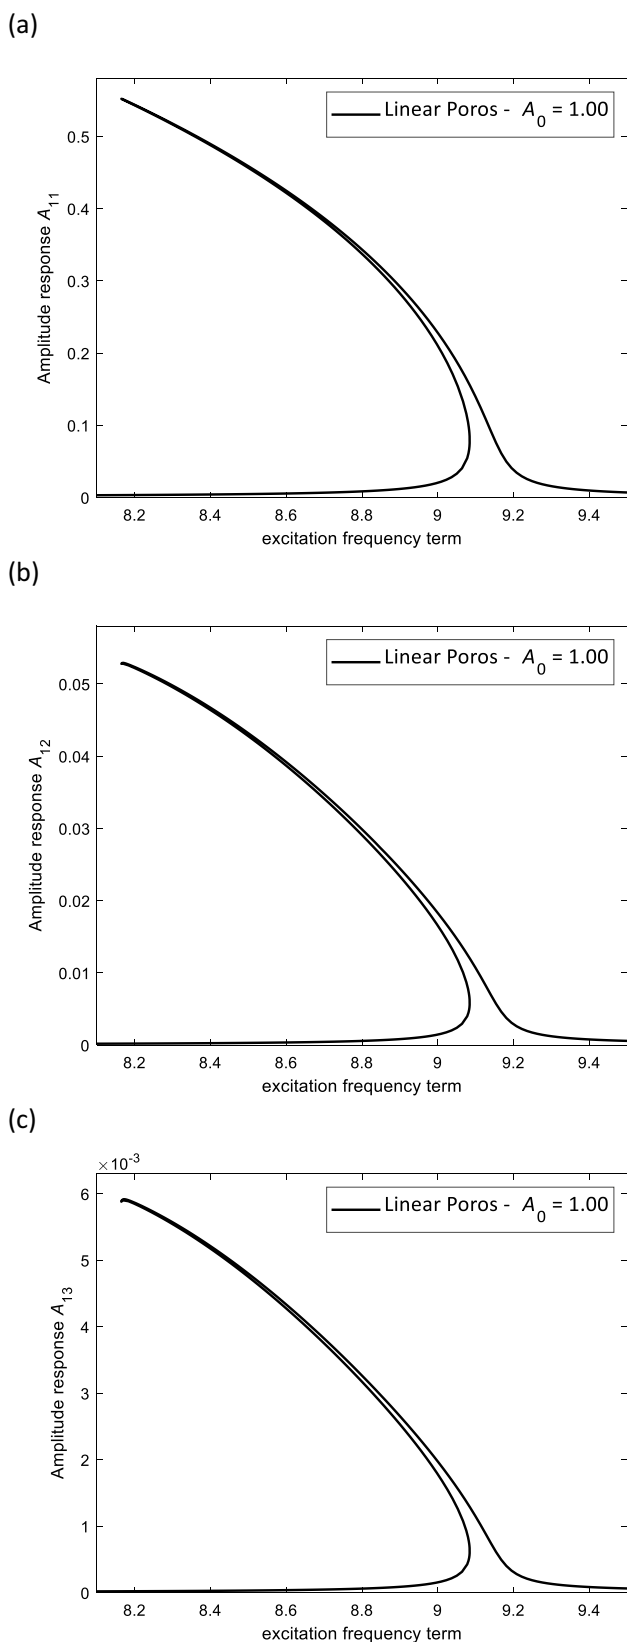 (a)
Linear Poros - A0 = 1.00
Amplitude response A11
0.5
0.4
0.3
0.2
0.1
0
8.2 8.4 8.6 8.8 9 9.2 9.4
excitation frequency term
(b)
Linear Poros - A0 = 1.00
Amplitude response A12
0.05
0.04
0.03
0.02
0.01
0
8.2 8.4 8.6 8.8 9 9.2 9.4
excitation frequency term
(c)
×10-3
Linear Poros - A0 = 1.00
Amplitude response A13
6
5
4
3
2
1
0
8.2 8.4 8.6 8.8 9 9.2 9.4
excitation frequency term